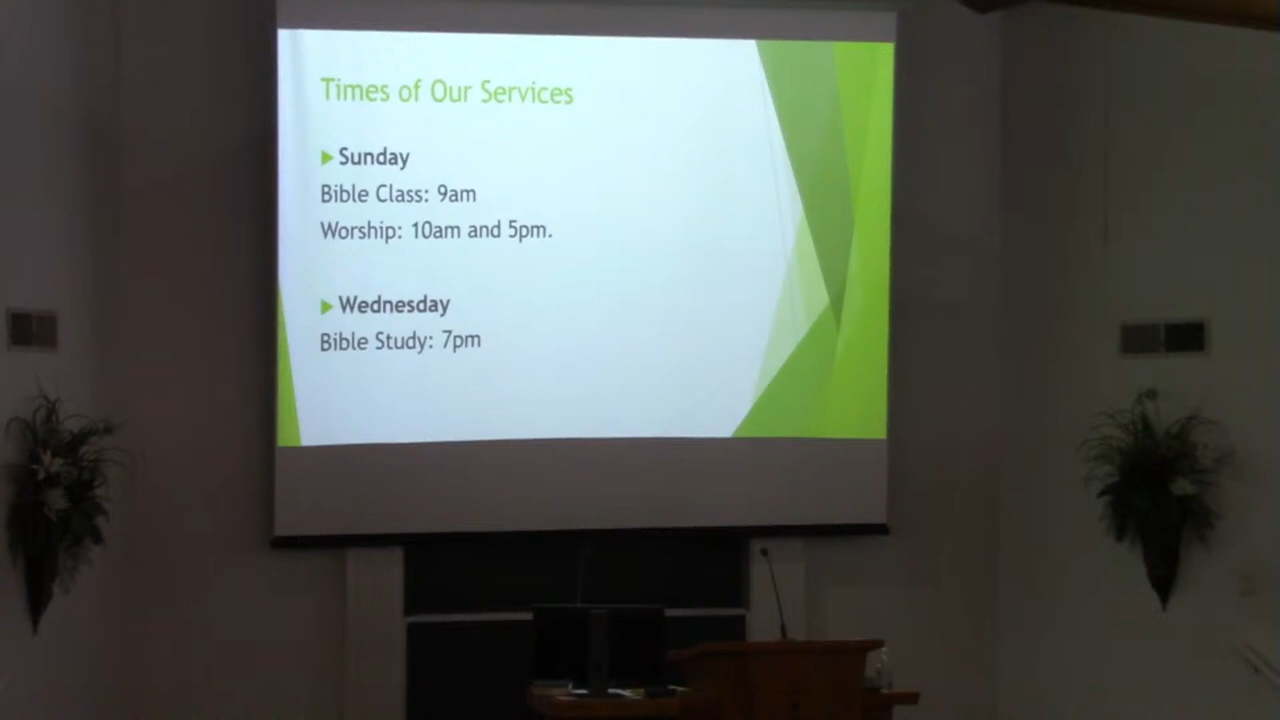 Times of Our Services
Sunday
Bible Class: 9am
Worship: 10am and 5pm.
Wednesday
Bible Study: 7pm